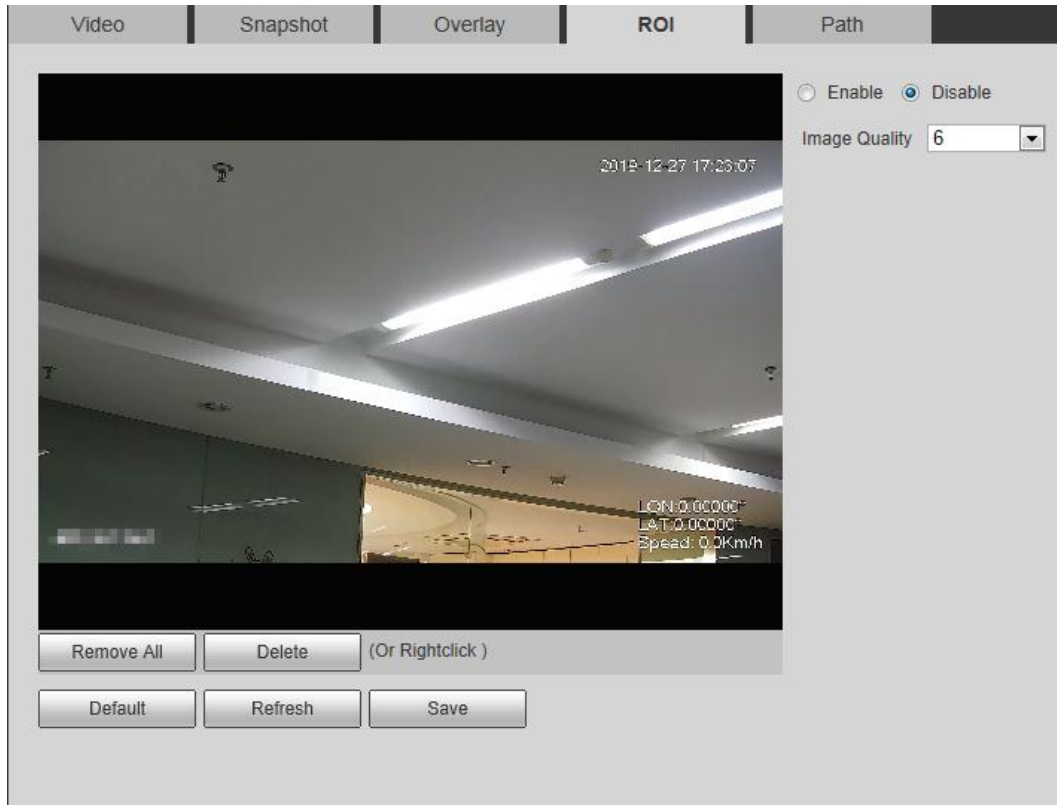 Video Snapshot Overlay ROI Path
Enable Disable
Image Quality 6
2019-12-27 17:23:07
LON:0.00000°
LAT:0.00000°
Spead: 0.0Km/h
Remove All Delete (Or Rightclick )
Default Refresh Save